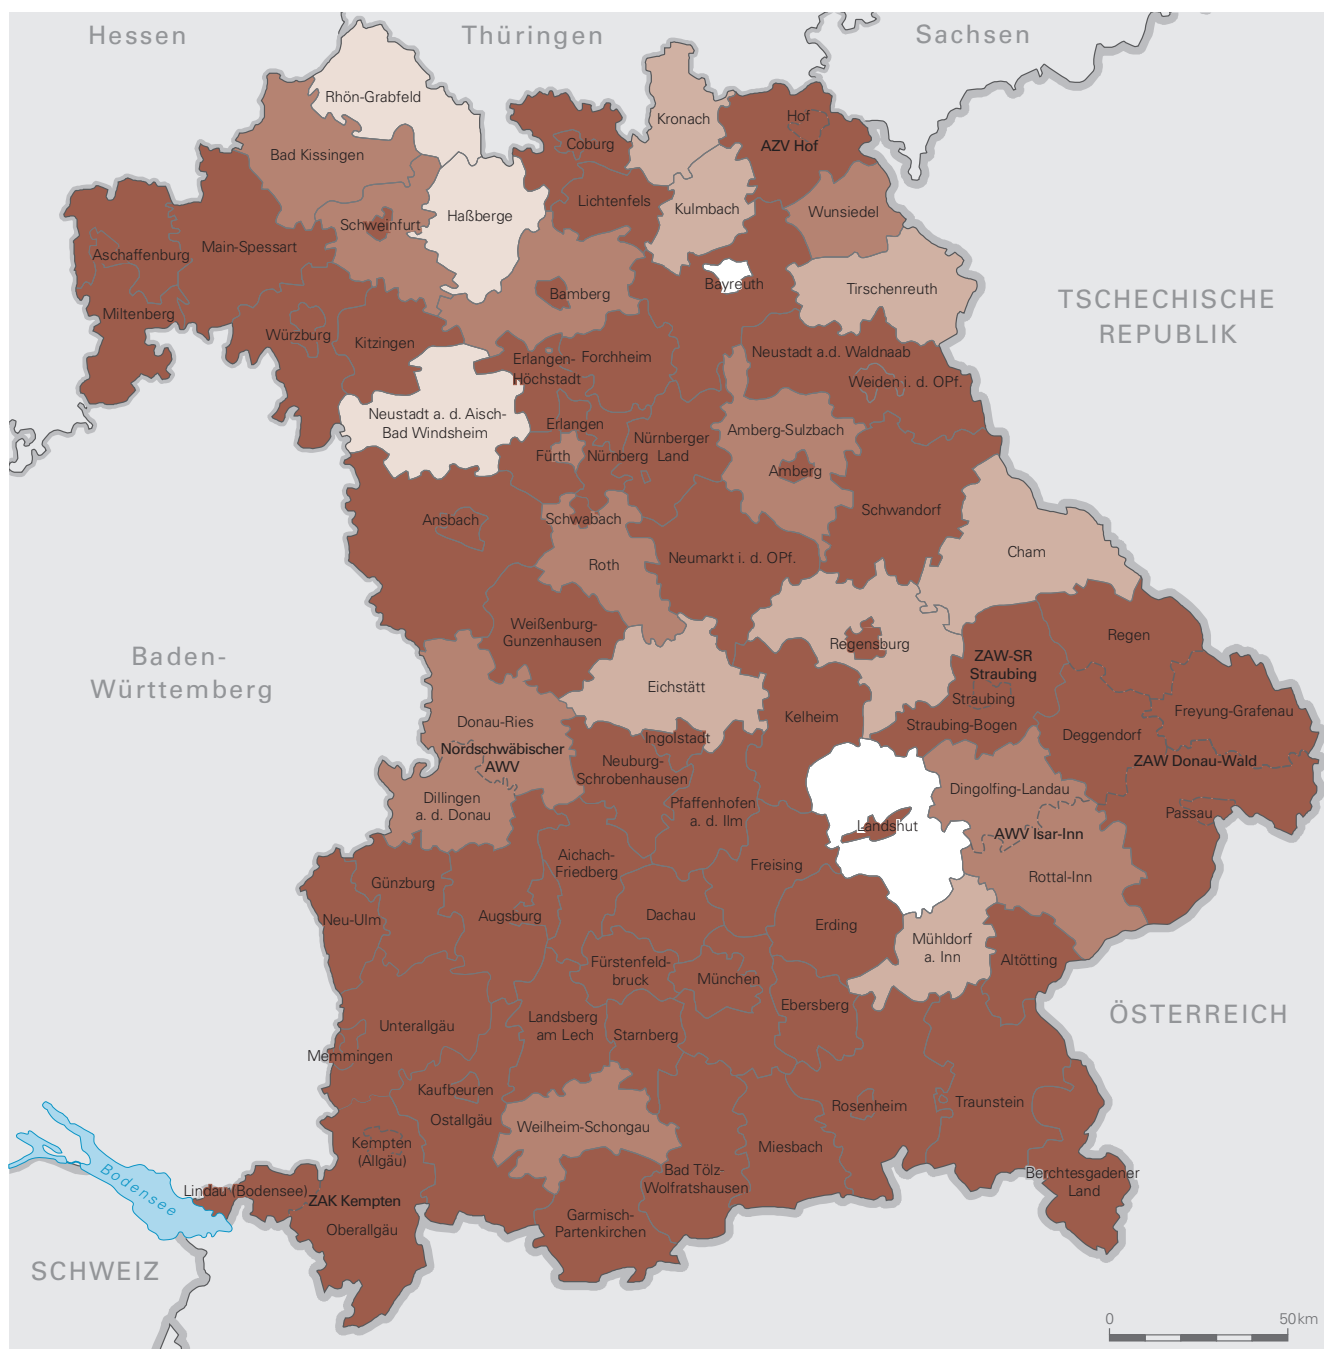 Hessen
Thüringen
Sachsen
Rhön-Grabfeld
Kronach
Hof
AZV Hof
Coburg
Bad Kissingen
Lichtenfels
Kulmbach
Wunsiedel
Haßberge
Schweinfurt
Main-Spessart
Aschaffenburg
Bayreuth
Tirschenreuth
Bamberg
TSCHECHISCHE
REPUBLIK
Miltenberg
Würzburg
Kitzingen
Erlangen-
Höchstadt
Forchheim
Neustadt a.d. Waldnaab
Weiden i. d. OPf.
Neustadt a. d. Aisch-
Bad Windsheim
Erlangen
Fürth
Nürnberg
Nürnberger
Land
Amberg-Sulzbach
Amberg
Schwandorf
Ansbach
Schwabach
Roth
Neumarkt i. d. OPf.
Cham
Weißenburg-
Gunzenhausen
Regensburg
Regen
ZAW-SR
Straubing
Straubing
Baden-
Württemberg
Eichstätt
Kelheim
Straubing-Bogen
Freyung-Grafenau
Deggendorf
ZAW Donau-Wald
Donau-Ries
Nordschwäbischer
AWV
Ingolstadt
Neuburg-
Schrobenhausen
Dillingen
a. d. Donau
Pfaffenhofen
a. d. Ilm
Dingolfing-Landau
Passau
Landshut
AWV Isar-Inn
Rottal-Inn
Aichach-
Friedberg
Freising
Günzburg
Neu-Ulm
Augsburg
Dachau
Erding
Mühldorf
a. Inn
Altötting
Fürstenfeld-
bruck
München
Ebersberg
ÖSTERREICH
Unterallgäu
Landsberg
am Lech
Starnberg
Memmingen
Kaufbeuren
Ostallgäu
Weilheim-Schongau
Rosenheim
Traunstein
Kempten
(Allgäu)
Miesbach
Bad Tölz-
Wolfratshausen
Berchtesgadener
Land
Bodensee
Lindau (Bodensee)
ZAK Kempten
Oberallgäu
Garmisch-
Partenkirchen
SCHWEIZ
0 50 km